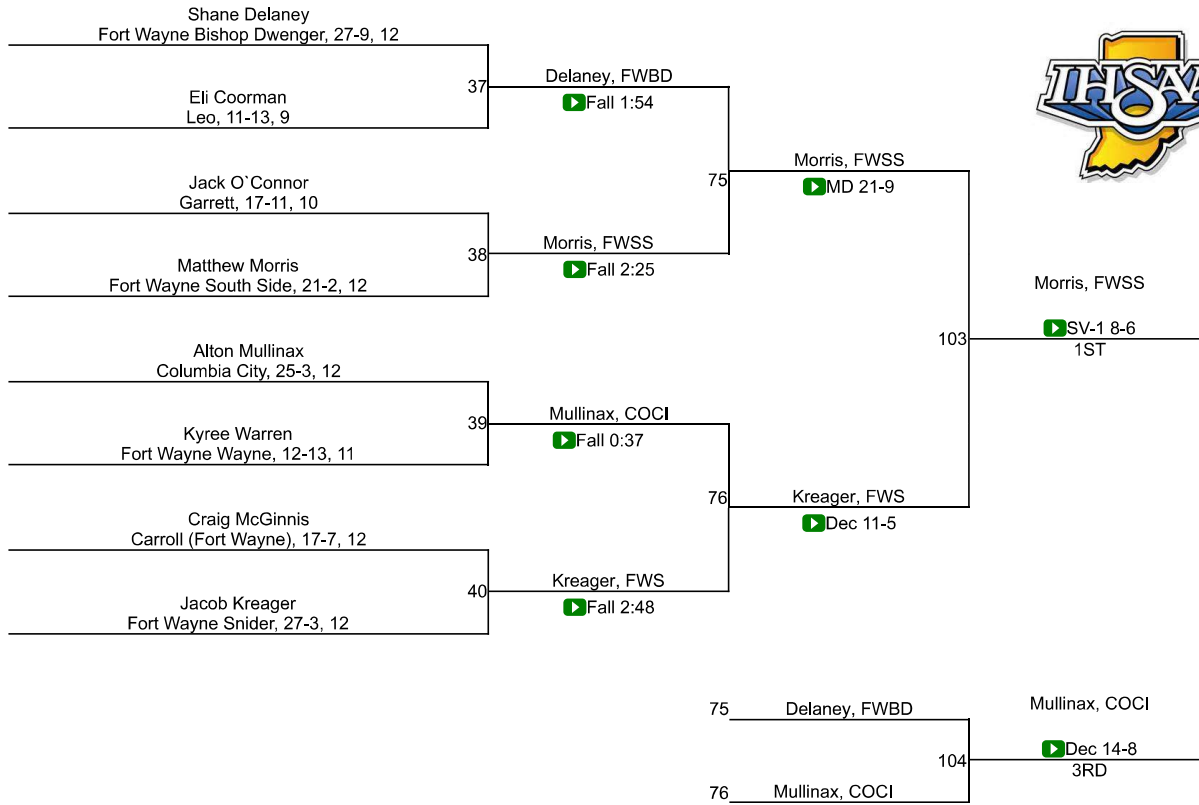 Shane Delaney
Fort Wayne Bishop Dwenger, 27-9, 12
37
Eli Coorman
Leo, 11-13, 9
Delaney, FWBD
Fall 1:54
Jack O`Connor
Garrett, 17-11, 10
38
Matthew Morris
Fort Wayne South Side, 21-2, 12
Morris, FWSS
Fall 2:25
75
Morris, FWSS
MD 21-9
Alton Mullinax
Columbia City, 25-3, 12
39
Kyree Warren
Fort Wayne Wayne, 12-13, 11
Mullinax, COCI
Fall 0:37
Craig McGinnis
Carroll (Fort Wayne), 17-7, 12
40
Jacob Kreager
Fort Wayne Snider, 27-3, 12
Kreager, FWS
Fall 2:48
76
Kreager, FWS
Dec 11-5
103
Morris, FWSS
SV-1 8-6
1ST
75
Delaney, FWBD
76
Mullinax, COCI
104
Mullinax, COCI
Dec 14-8
3RD
IHSAA